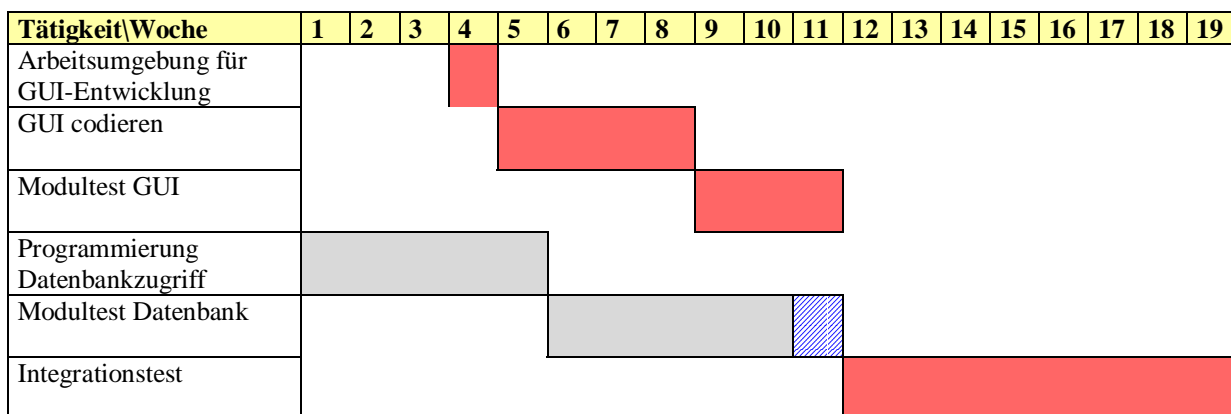 Tätigkeit\Woche 1 2 3 4 5 6 7 8 9 10 11 12 13 14 15 16 17 18 19
Arbeitsumgebung für
GUI-Entwicklung
GUI codieren
Modultest GUI
Programmierung
Datenbankzugriff
Modultest Datenbank
Integrationstest